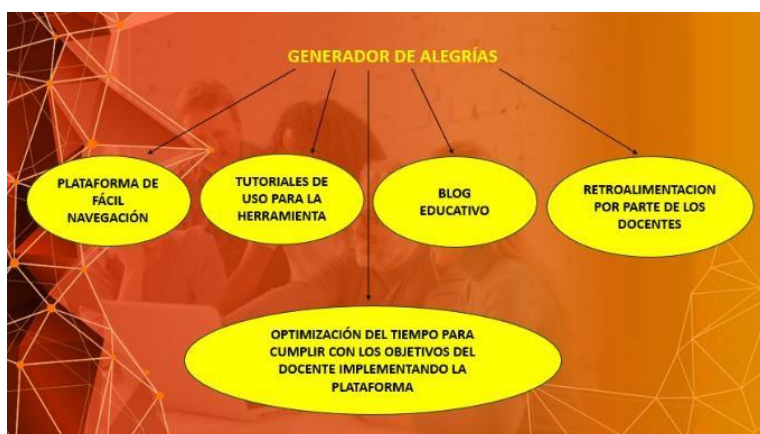 GENERADOR DE ALEGRÍAS
PLATAFORMA DE
FÁCIL
NAVEGACIÓN
TUTORIALES DE
USO PARA LA
HERRAMIENTA
BLOG
EDUCATIVO
RETROALIMENTACION
POR PARTE DE LOS
DOCENTES
OPTIMIZACIÓN DEL TIEMPO PARA
CUMPLIR CON LOS OBJETIVOS DEL
DOCENTE IMPLEMENTANDO LA
PLATAFORMA